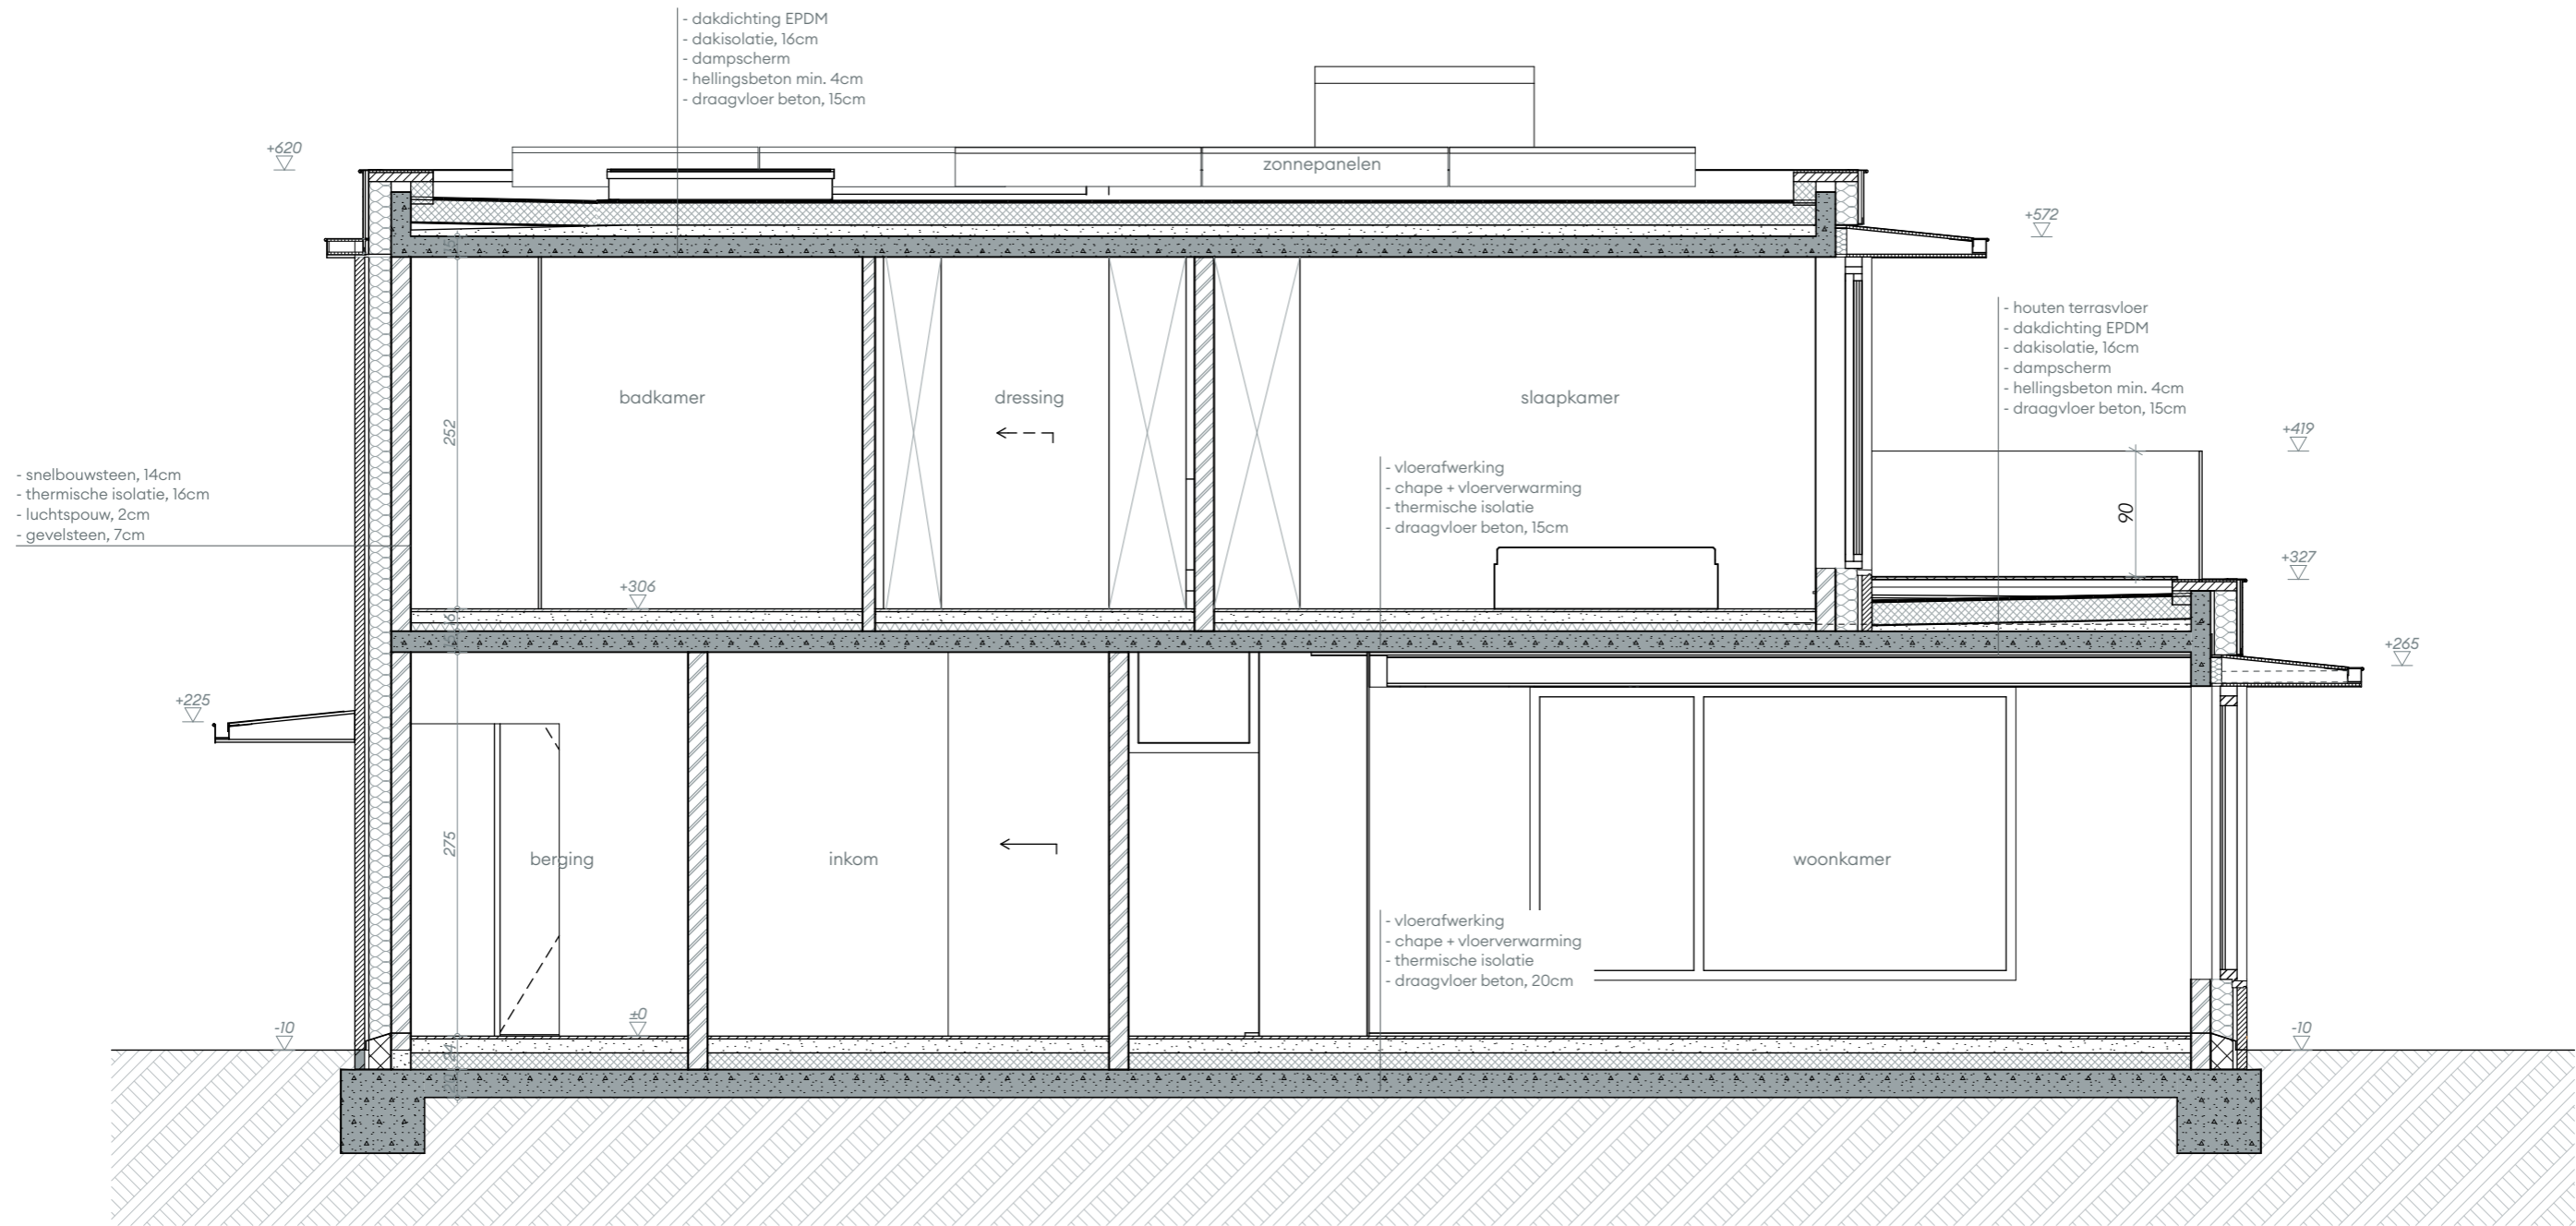 - dakdichting EPDM
- dakisolatie, 16cm
- dampscherm
- hellingsbeton min. 4cm
- draagvloer beton, 15cm
+620
zonnepanelen
+572
- houten terrasvloer
- dakdichting EPDM
- dakisolatie, 16cm
- dampscherm
- hellingsbeton min. 4cm
- draagvloer beton, 15cm
badkamer
dressing
slaapkamer
252
+419
- snelbouwsteen, 14cm
- thermische isolatie, 16cm
- luchtspouw, 2cm
- gevelsteen, 7cm
- vloerafwerking
- chape + vloerverwarming
- thermische isolatie
- draagvloer beton, 15cm
90
+327
+306
+265
+225
275
berging
inkom
woonkamer
- vloerafwerking
- chape + vloerverwarming
- thermische isolatie
- draagvloer beton, 20cm
-10
±0
-10
24